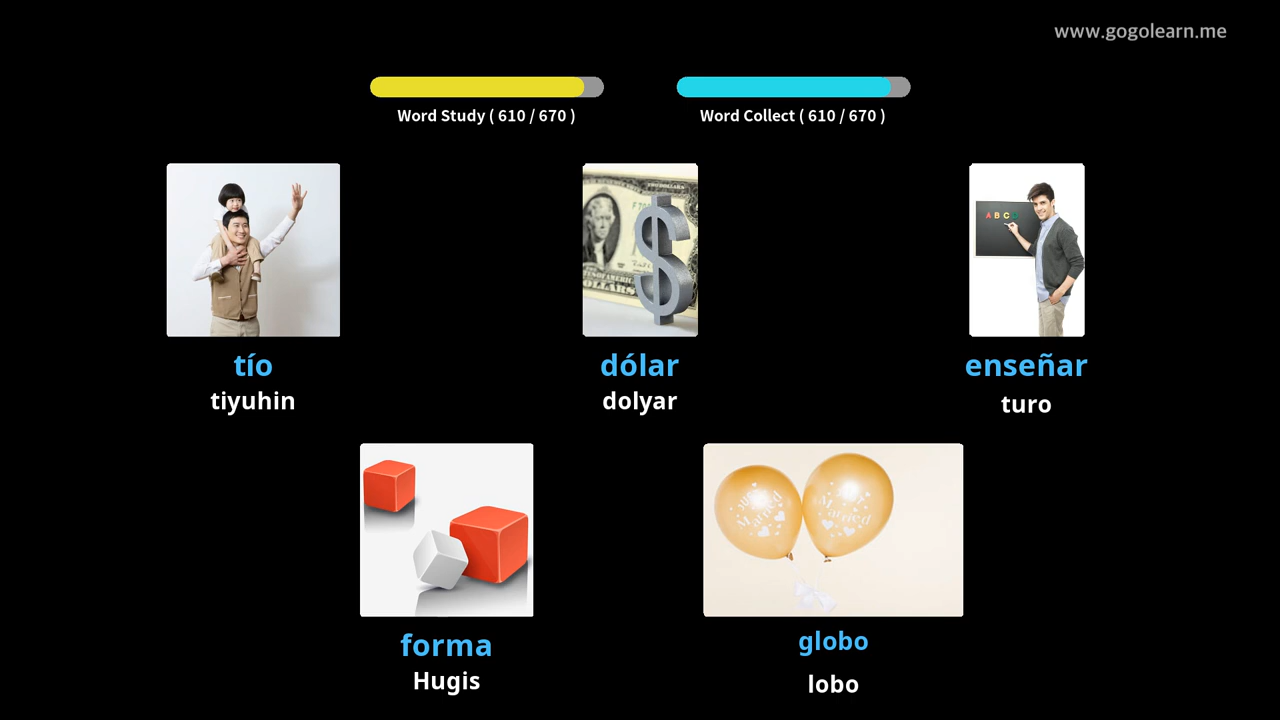 www.gogolearn.me
Word Study ( 610 / 670 )
Word Collect ( 610 / 670 )
tío
tiyuhin
dólar
dolyar
enseñar
turo
forma
Hugis
globo
lobo